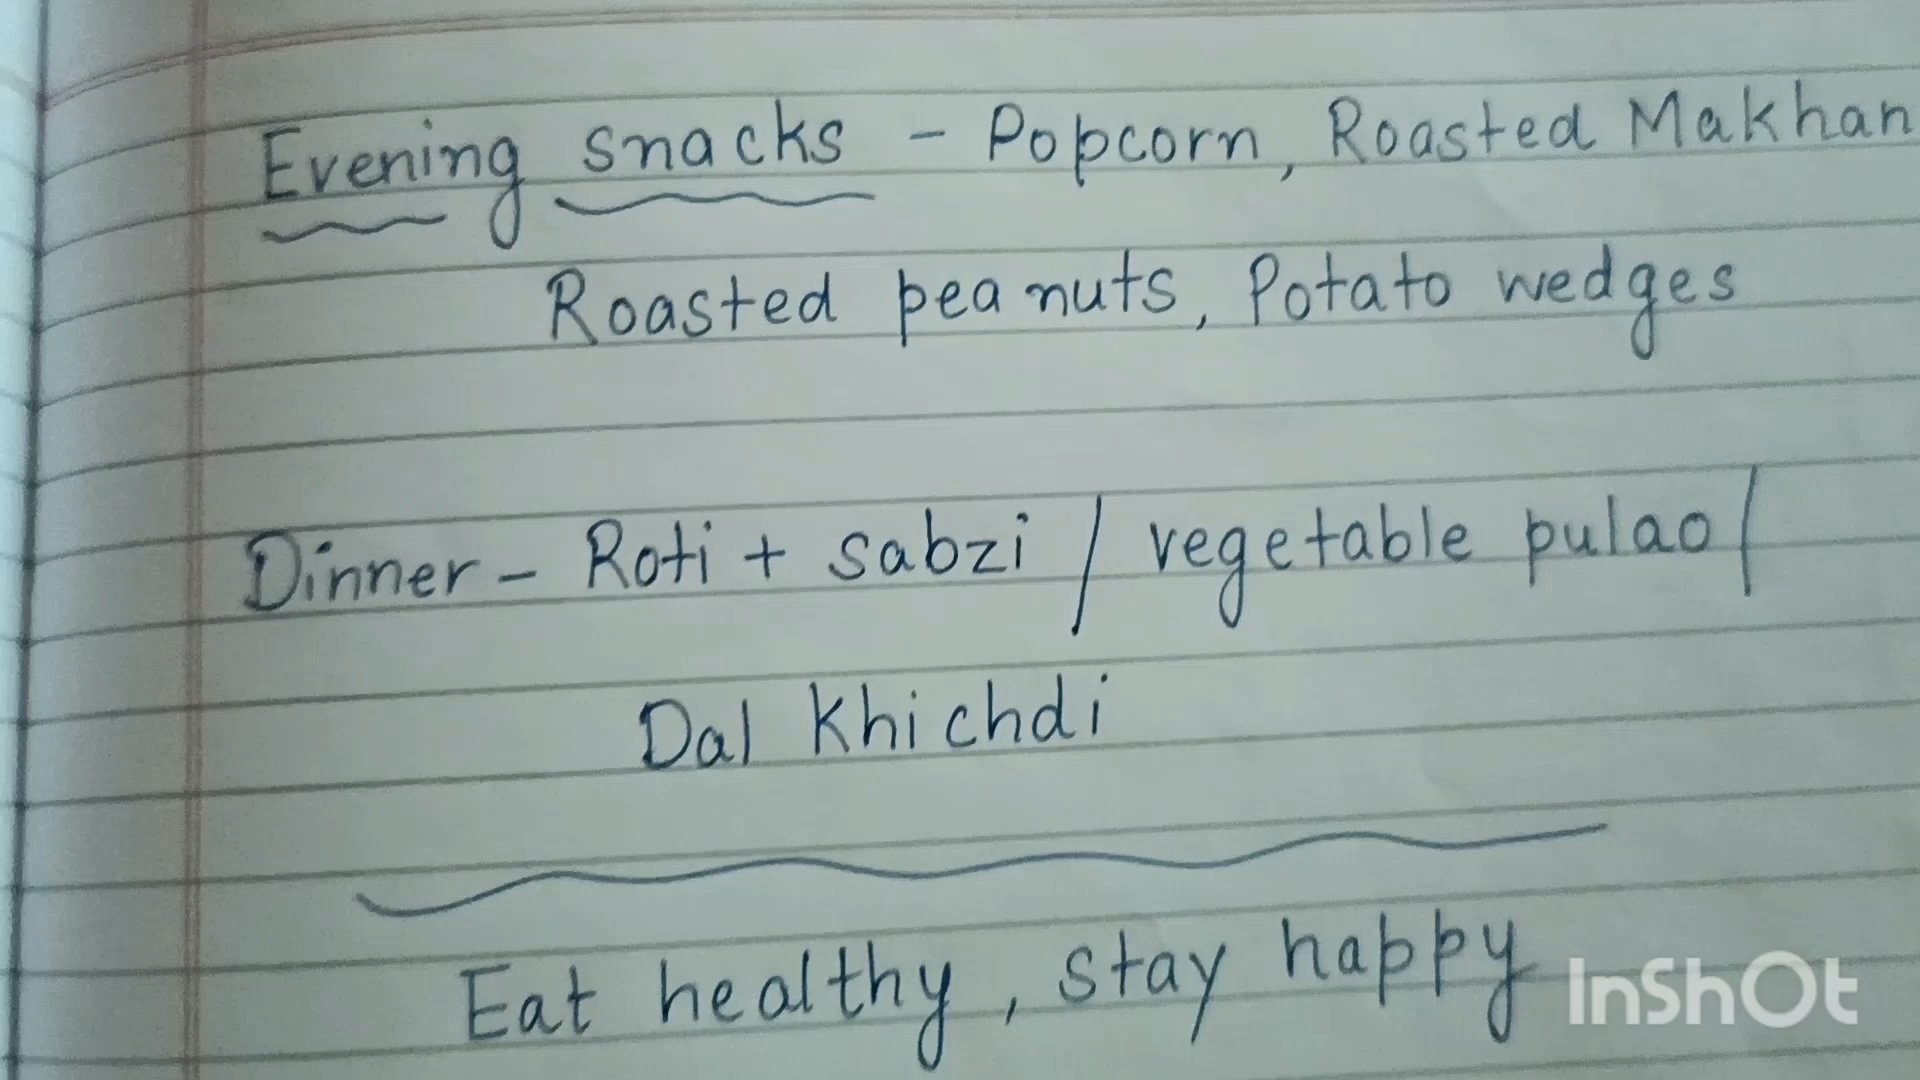 Evening snacks - Popcorn, Roasted Makhan
Roasted peanuts, Potato wedges
Dinner - Roti + sabzi / vegetable pulao /
Dal Khichdi
Eat healthy, stay happy
InShOt